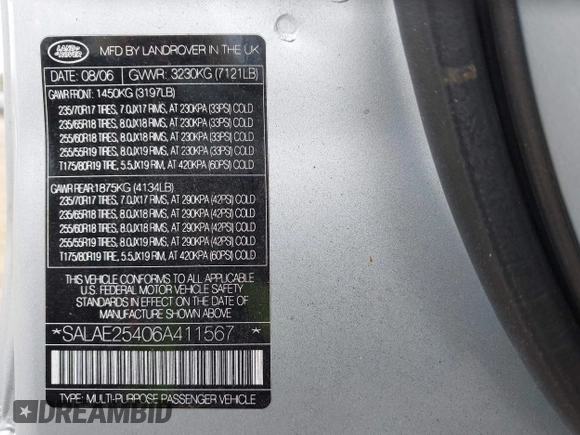 LAND ROVER
MFD BY LANDROVER IN THE UK
DATE: 08/06 GVWR: 3230KG (7121LB)
GAWR FRONT: 1450KG (3197LB)
235/70R17 TIRES, 7.0JX17 RIMS, AT 230KPA (33PSI) COLD
235/65R18 TIRES, 8.0JX18 RIMS, AT 230KPA (33PSI) COLD
255/60R18 TIRES, 8.0JX18 RIMS, AT 230KPA (33PSI) COLD
255/55R19 TIRES, 8.0JX19 RIMS, AT 230KPA (33PSI) COLD
T175/80R19 TIRE, 5.5JX19 RIM, AT 420KPA (60PSI) COLD
GAWR REAR: 1875KG (4134LB)
235/70R17 TIRES, 7.0JX17 RIMS, AT 290KPA (42PSI) COLD
235/65R18 TIRES, 8.0JX18 RIMS, AT 290KPA (42PSI) COLD
255/60R18 TIRES, 8.0JX18 RIMS, AT 290KPA (42PSI) COLD
255/55R19 TIRES, 8.0JX19 RIMS, AT 290KPA (42PSI) COLD
T175/80R19 TIRE, 5.5JX19 RIM, AT 420KPA (60PSI) COLD
THIS VEHICLE CONFORMS TO ALL APPLICABLE
U.S. FEDERAL MOTOR VEHICLE SAFETY
STANDARDS IN EFFECT ON THE DATE OF
MANUFACTURE SHOWN ABOVE
*SALAE25406A411567 *
TYPE: MULTI-PURPOSE PASSENGER VEHICLE
DREAMBID